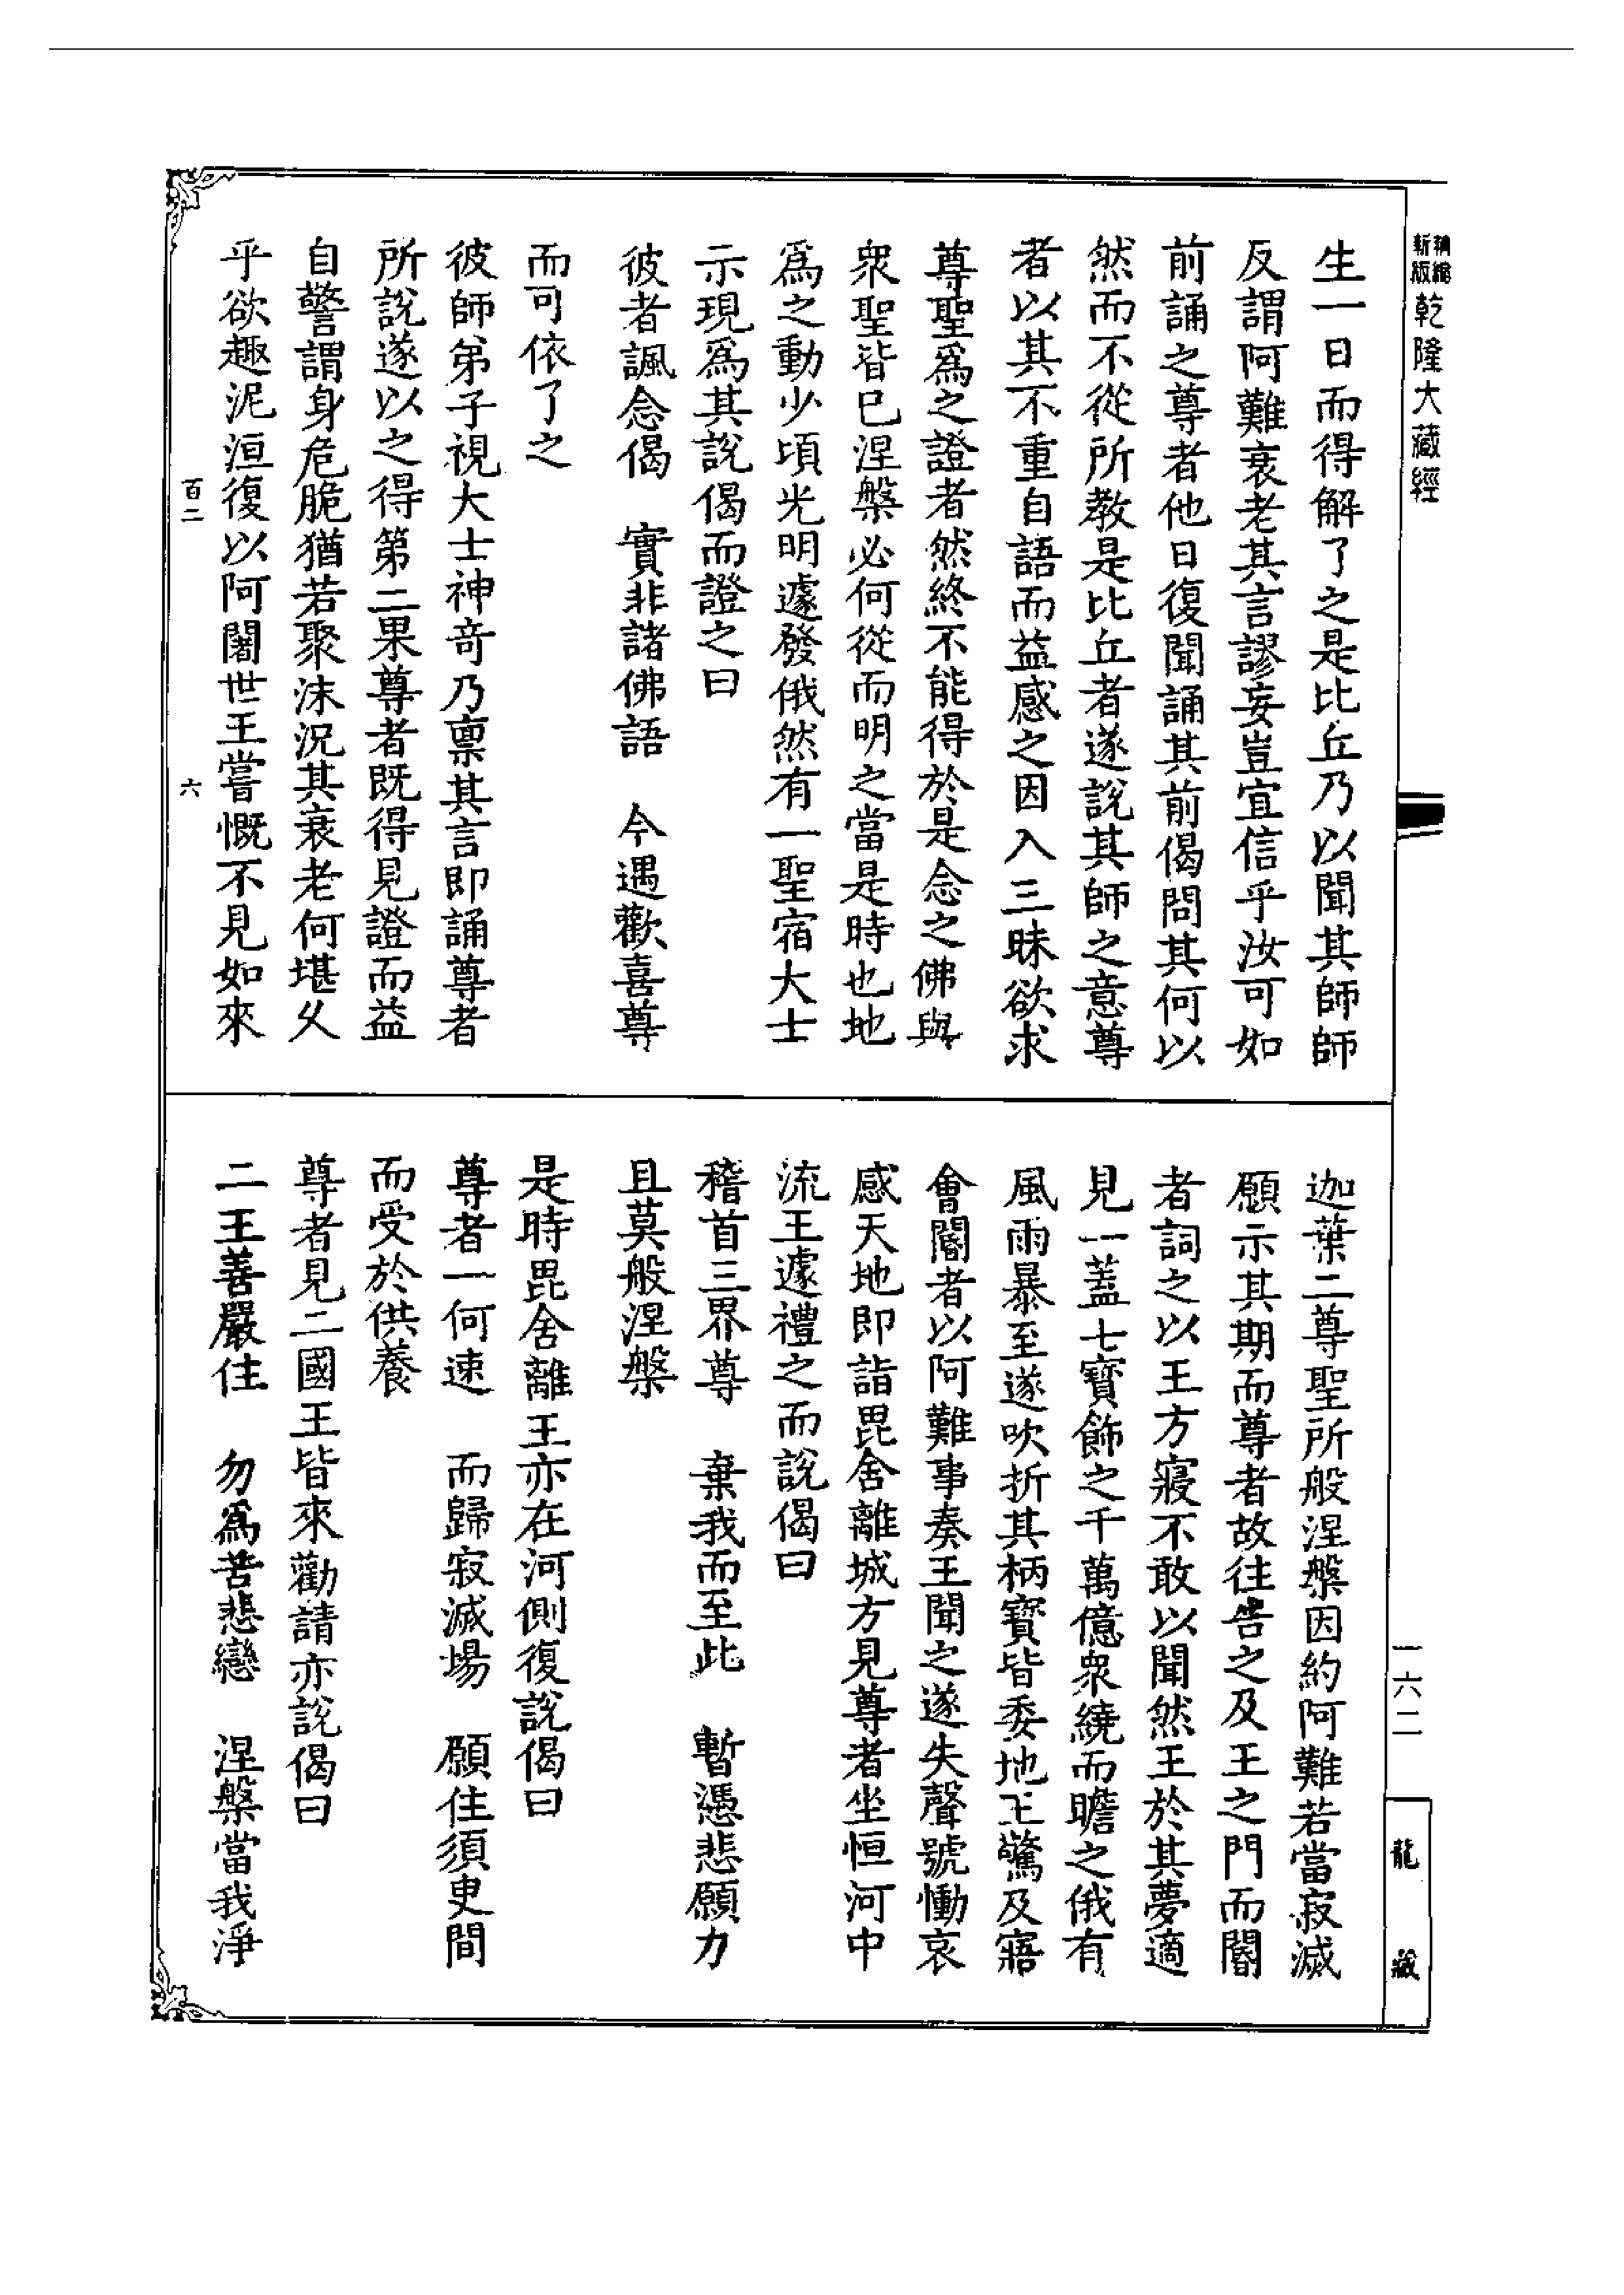 精縮新版乾隆大藏經
生一日而得解了之是比丘乃以聞其師師
反謂阿難衰老其言謬妄豈宜信乎汝可如
前誦之尊者他日復聞誦其前偈問其何以
然而不從所教是比丘者遂說其師之意尊
者以其不重自語而益感之因入三昧欲求
尊聖爲之證者然終不能得於是念之佛與
衆聖皆已涅槃必何從而明之當是時也地
爲之動少頃光明遽發俄然有一聖宿大士
示現爲其說偈而證之曰
彼者諷念偈　實非諸佛語　今遇歡喜尊
而可依了之
彼師弟子視大士神奇乃稟其言即誦尊者
所說遂以之得第二果尊者既得見證而益
自警謂身危脆猶若聚沫況其衰老何堪久
乎欲趣泥洹復以阿闍世王嘗慨不見如來
百二　六
迦葉二尊聖所般涅槃因約阿難若當寂滅
願示其期而尊者故往告之及王之門而閽
者詞之以王方寢不敢以聞然王於其夢適
見一蓋七寶飾之千萬億衆繞而瞻之俄有
風雨暴至遂吹折其柄寶皆委地王驚及寤
會閽者以阿難事奏王聞之遂失聲號慟哀
感天地即詣毘舍離城方見尊者坐恒河中
流王遽禮之而說偈曰
稽首三界尊　棄我而至此　暫憑悲願力
且莫般涅槃
是時毘舍離王亦在河側復說偈曰
尊者一何速　而歸寂滅場　願住須臾間
而受於供養
尊者見二國王皆來勸請亦說偈曰
二王善嚴住　勿爲苦悲戀　涅槃當我淨
一六二
龍藏